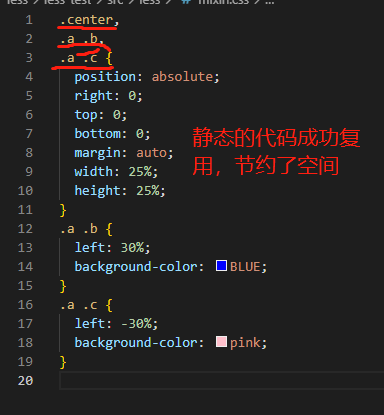 less > less_test > src > less > mixin.css > ...
1 .center,
2 .a .b,
3 .a .c {
4 position: absolute;
5 right: 0;
6 top: 0;
7 bottom: 0;
8 margin: auto;
9 width: 25%;
10 height: 25%;
静态的代码成功复
用，节约了空间
11 }
12 .a .b {
13 left: 30%;
14 background-color: BLUE;
15 }
16 .a .c {
17 left: -30%;
18 background-color: pink;
19 }
20